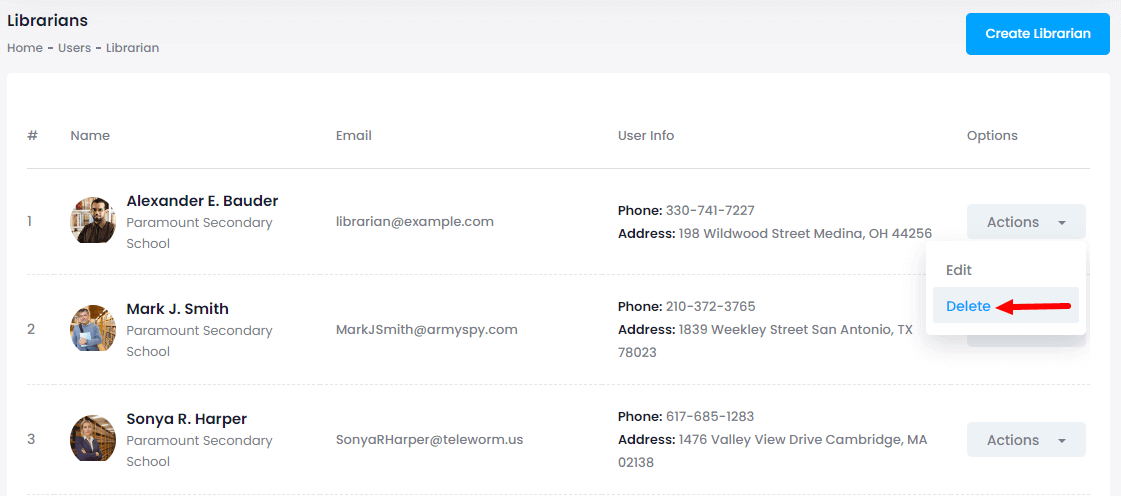 Librarians
Create Librarian
Home - Users - Librarian
# Name Email User Info Options
1
Alexander E. Bauder
Paramount Secondary
School
librarian@example.com
Phone: 330-741-7227
Address: 198 Wildwood Street Medina, OH 44256
Actions
Edit
Delete
2
Mark J. Smith
Paramount Secondary
School
MarkJSmith@armyspy.com
Phone: 210-372-3765
Address: 1839 Weekley Street San Antonio, TX
78023
3
Sonya R. Harper
Paramount Secondary
School
SonyaRHarper@teleworm.us
Phone: 617-685-1283
Address: 1476 Valley View Drive Cambridge, MA
02138
Actions